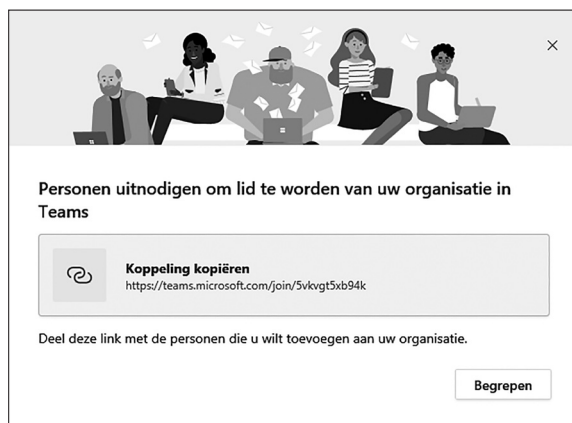 Personen uitnodigen om lid te worden van uw organisatie in
Teams
Koppeling kopiëren
https://teams.microsoft.com/join/5vkvgt5xb94k
Deel deze link met de personen die u wilt toevoegen aan uw organisatie.
Begrepen